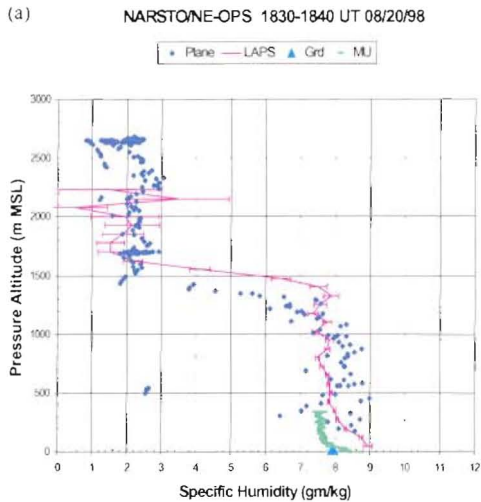 (a)
NARSTO/NE-OPS 1830-1840 UT 08/20/98
Plane LAPS Grd MU
Pressure Altitude (m MSL)
3000
2500
2000
1500
1000
500
0
0 1 2 3 4 5 6 7 8 9 10 11 12
Specific Humidity (gm/kg)